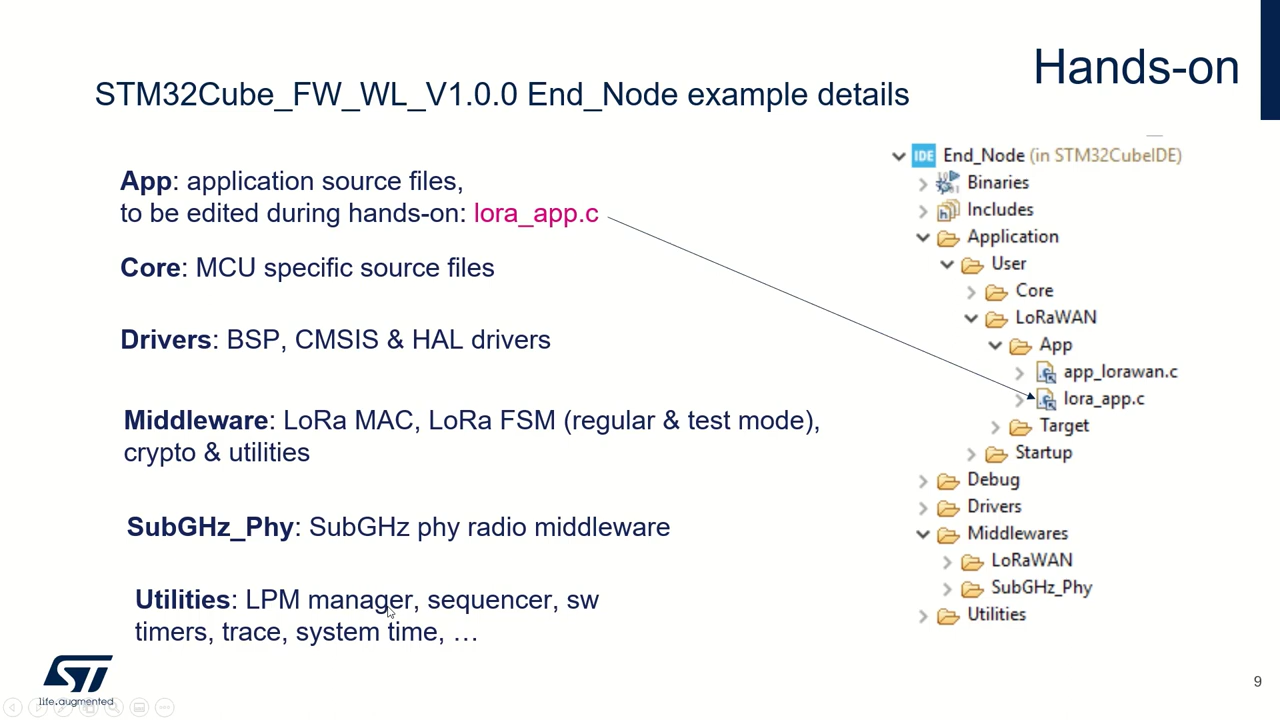 Hands-on
STM32Cube_FW_WL_V1.0.0 End_Node example details
App: application source files,
to be edited during hands-on: lora_app.c
Core: MCU specific source files
Drivers: BSP, CMSIS & HAL drivers
Middleware: LoRa MAC, LoRa FSM (regular & test mode),
crypto & utilities
SubGHz_Phy: SubGHz phy radio middleware
Utilities: LPM manager, sequencer, sw
timers, trace, system time, …
IDE End_Node (in STM32CubeIDE)
Binaries
Includes
Application
User
Core
LoRaWAN
App
app_lorawan.c
lora_app.c
Target
Startup
Debug
Drivers
Middlewares
LoRaWAN
SubGHz_Phy
Utilities
ST
life.augmented
9